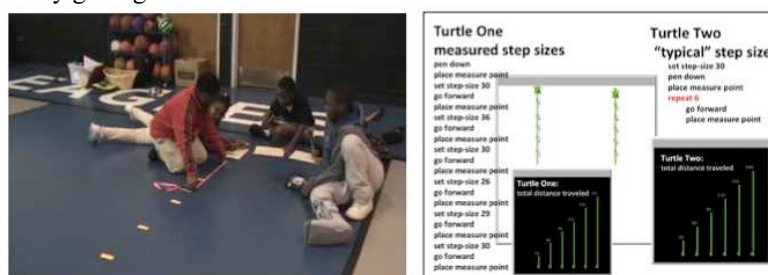 EAGLES
Turtle One
measured step sizes
pen down
place measure point
set step-size 30
go forward
place measure point
set step-size 36
go forward
place measure point
set step-size 30
go forward
place measure point
set step-size 26
go forward
place measure point
set step-size 29
go forward
place measure point
set step-size 30
go forward
place measure point
Turtle Two
"typical" step size
set step-size 30
pen down
place measure point
repeat 6
go forward
place measure point
Turtle One:
total distance traveled
Turtle Two:
total distance traveled